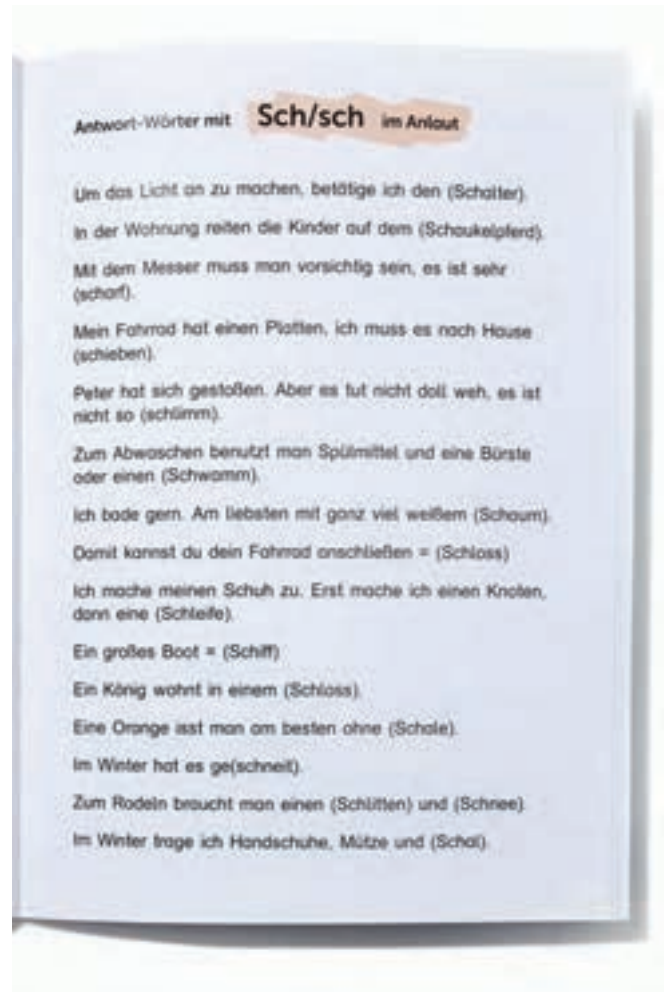 Antwort-Wörter mit Sch/sch im Anlaut
Um das Licht an zu machen, betätige ich den (Schalter).
In der Wohnung reiten die Kinder auf dem (Schaukelpferd).
Mit dem Messer muss man vorsichtig sein, es ist sehr
(scharf).
Mein Fahrrad hat einen Platten, ich muss es nach Hause
(schieben).
Peter hat sich gestoßen. Aber es tut nicht doll weh, es ist
nicht so (schlimm).
Zum Abwaschen benutzt man Spülmittel und eine Bürste
oder einen (Schwamm).
Ich bade gern. Am liebsten mit ganz viel weißem (Schaum).
Damit kannst du dein Fahrrad anschließen = (Schloss)
Ich mache meinen Schuh zu. Erst mache ich einen Knoten,
dann eine (Schleife).
Ein großes Boot = (Schiff)
Ein König wohnt in einem (Schloss).
Eine Orange isst man am besten ohne (Schale).
Im Winter hat es ge(schneit).
Zum Rodeln braucht man einen (Schlitten) und (Schnee)
Im Winter trage ich Handschuhe, Mütze und (Schal).